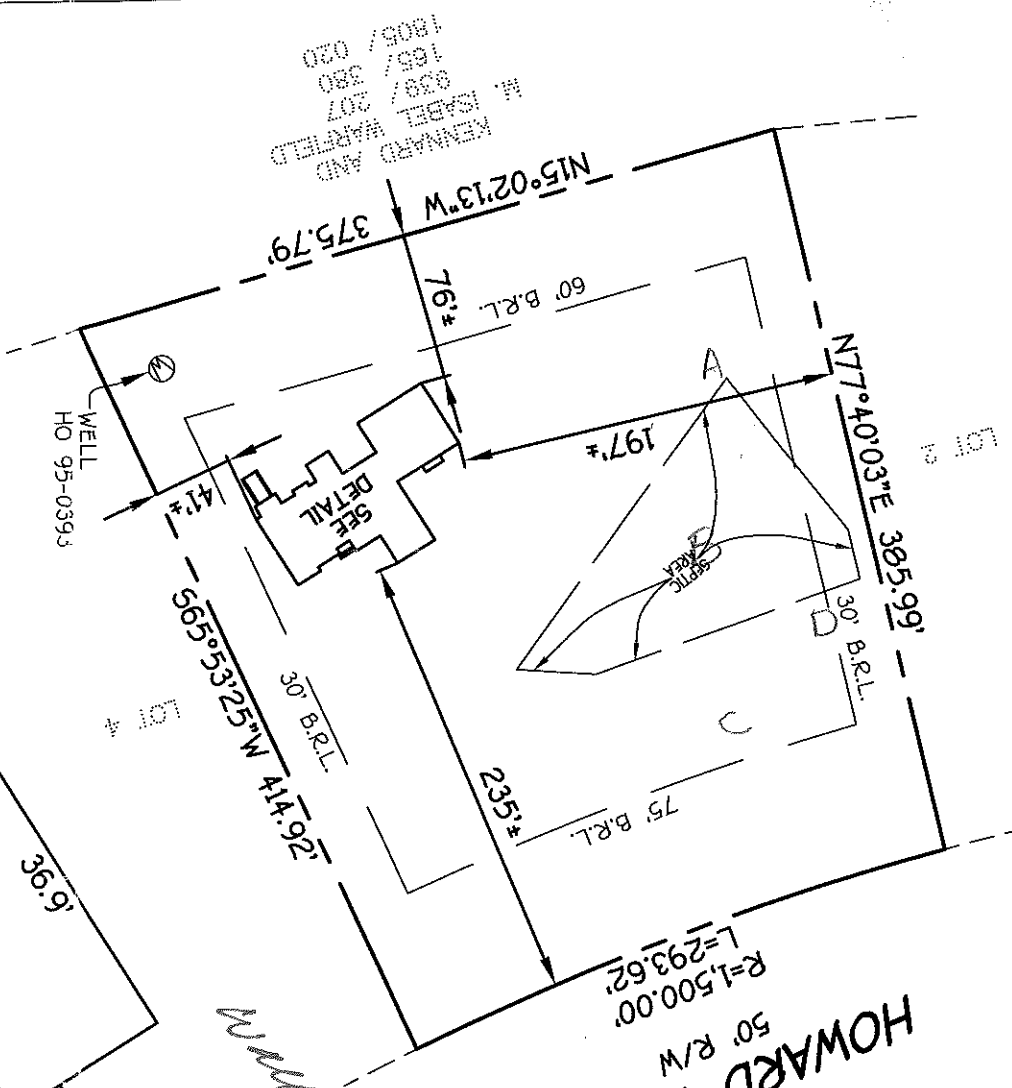 KENNARD AND
M. ISABEL WARFIELD
939/ 207
165/ 380
1805/ 020
N15°02'13"W
375.79'
76'±
60' B.R.L.
A
N77°40'03"E 385.99'
LOT 2
197'±
WELL
HO 95-0393
W
41'±
SEE
DETAIL
SEPTIC
AREA
B
D
30' B.R.L.
C
S65°53'25"W 414.92'
30' B.R.L.
LOT 4
235'±
75' B.R.L.
36.9'
R=1,500.00'
L=293.62'
50' R/W
HOWARD